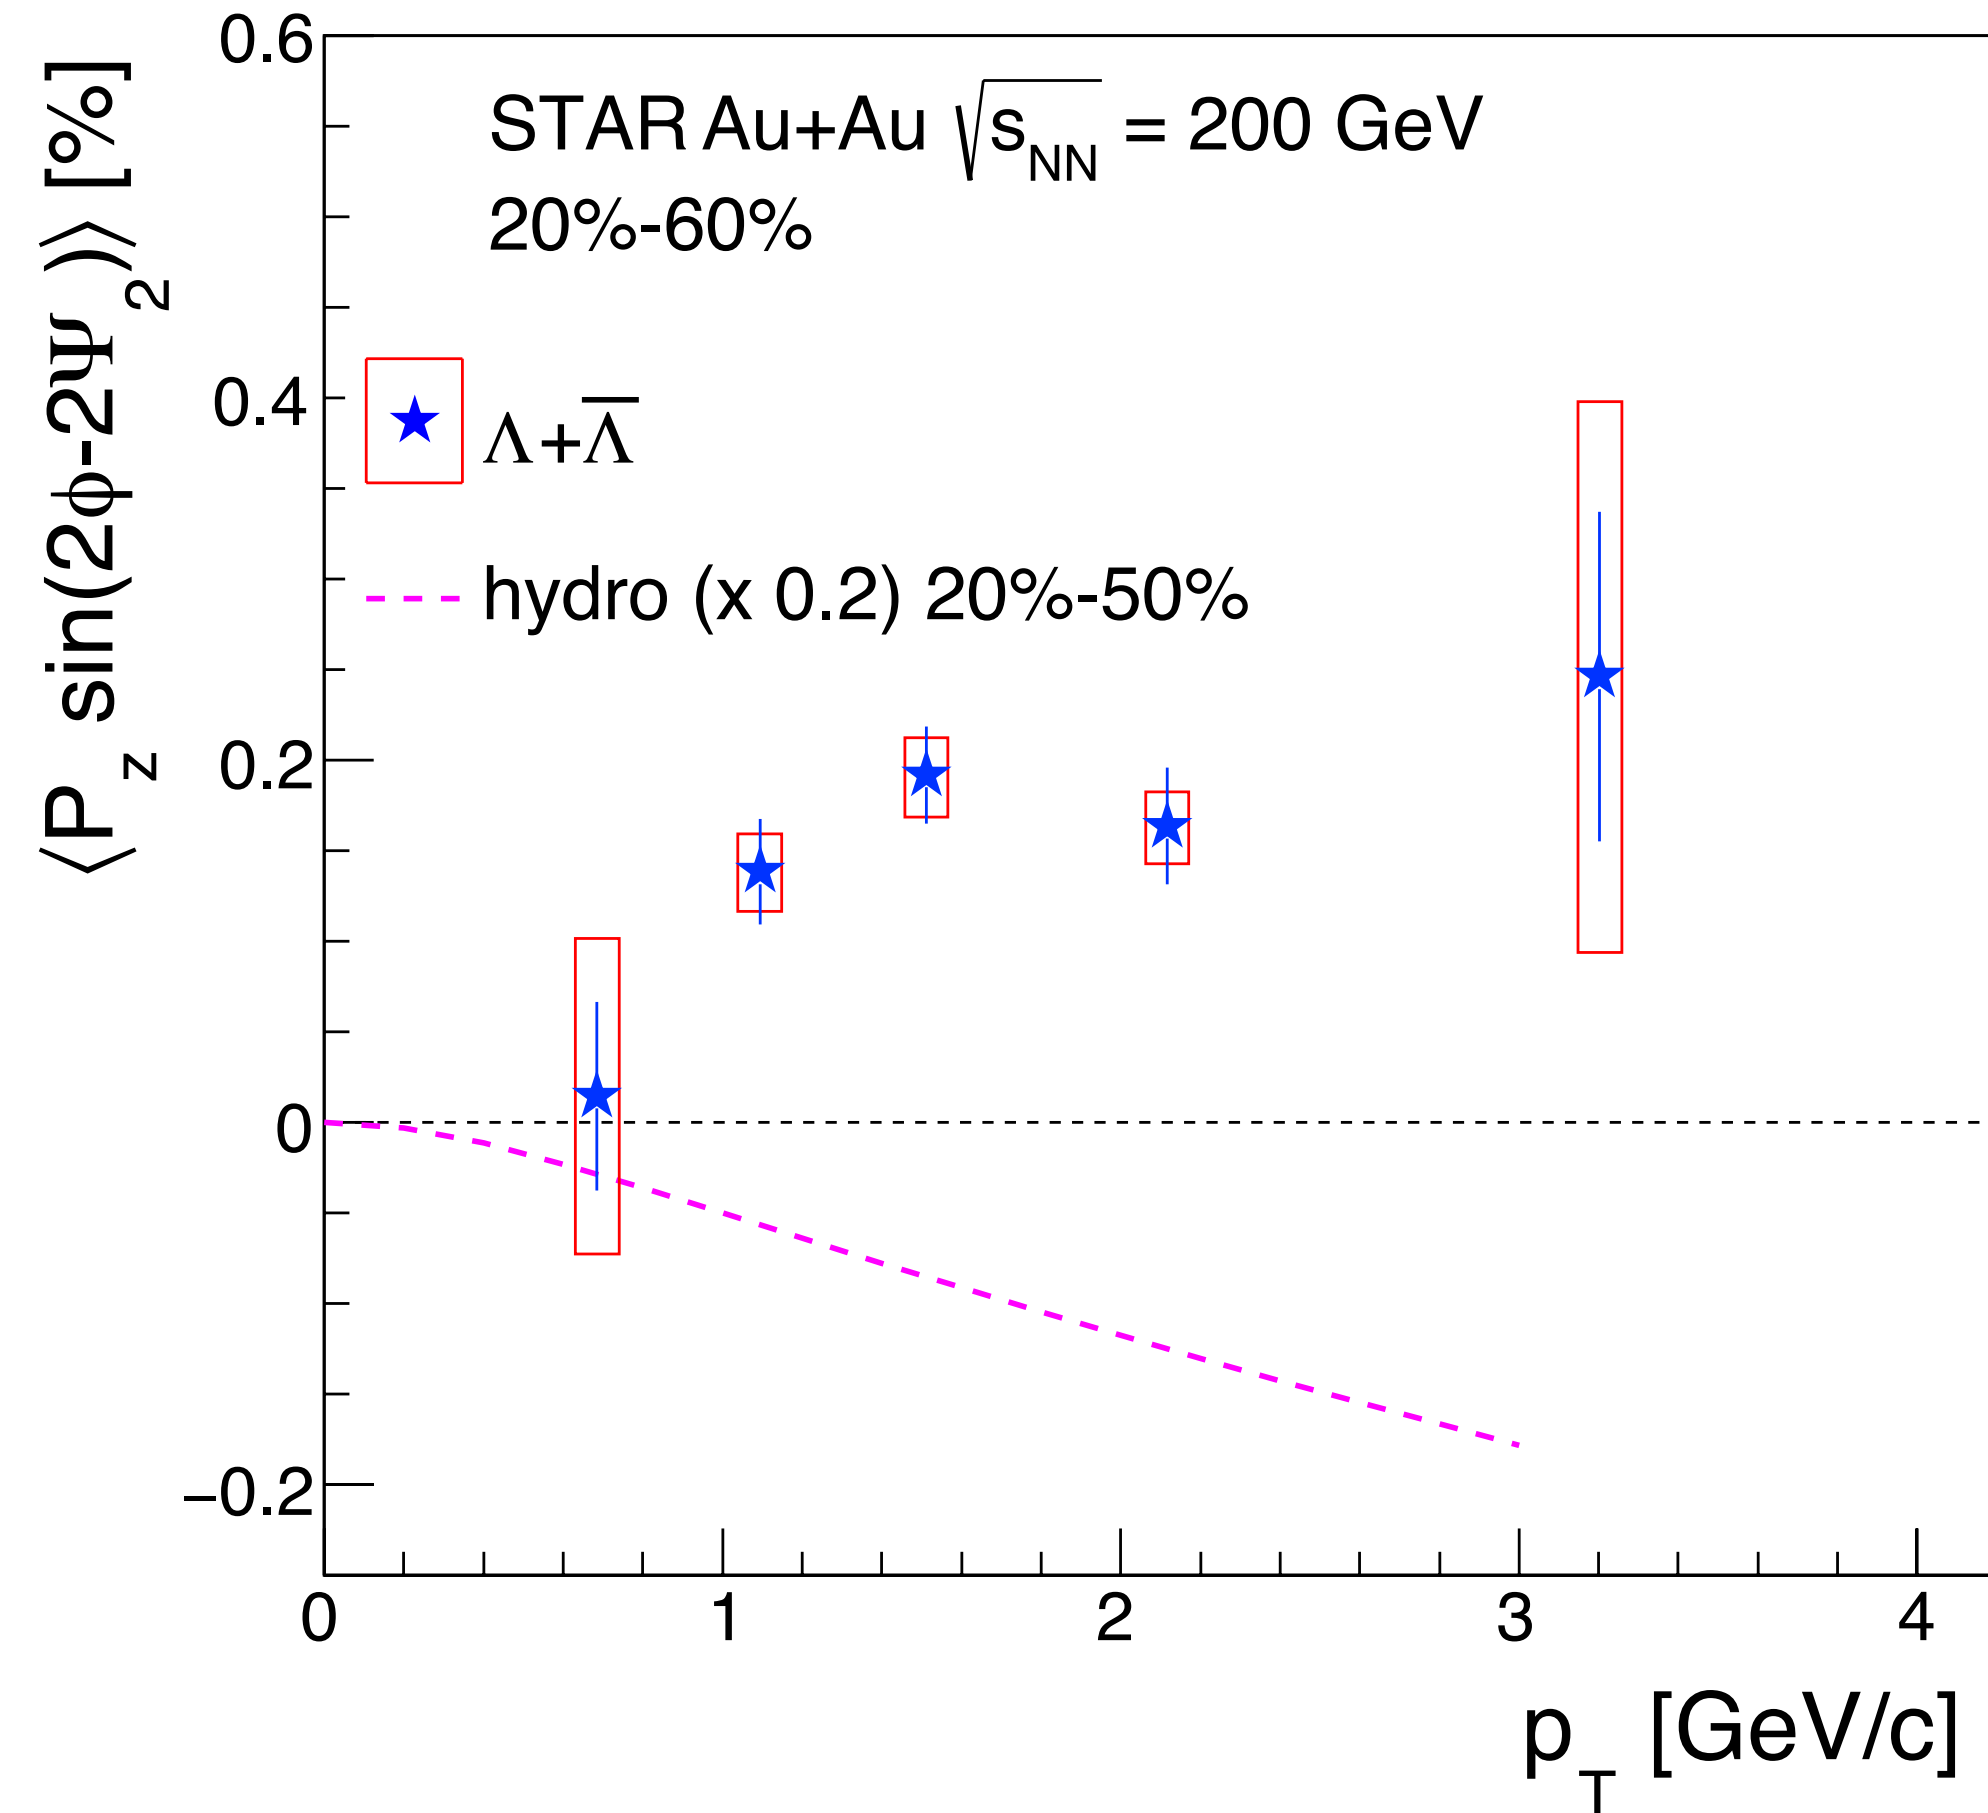 ⟨P_z sin(2ϕ-2Ψ_2)⟩ [%]
0.6
0.4
0.2
0
−0.2
STAR Au+Au √s_NN = 200 GeV
20%-60%
Λ+Λ̅
hydro (x 0.2) 20%-50%
0 1 2 3 4
p_T [GeV/c]